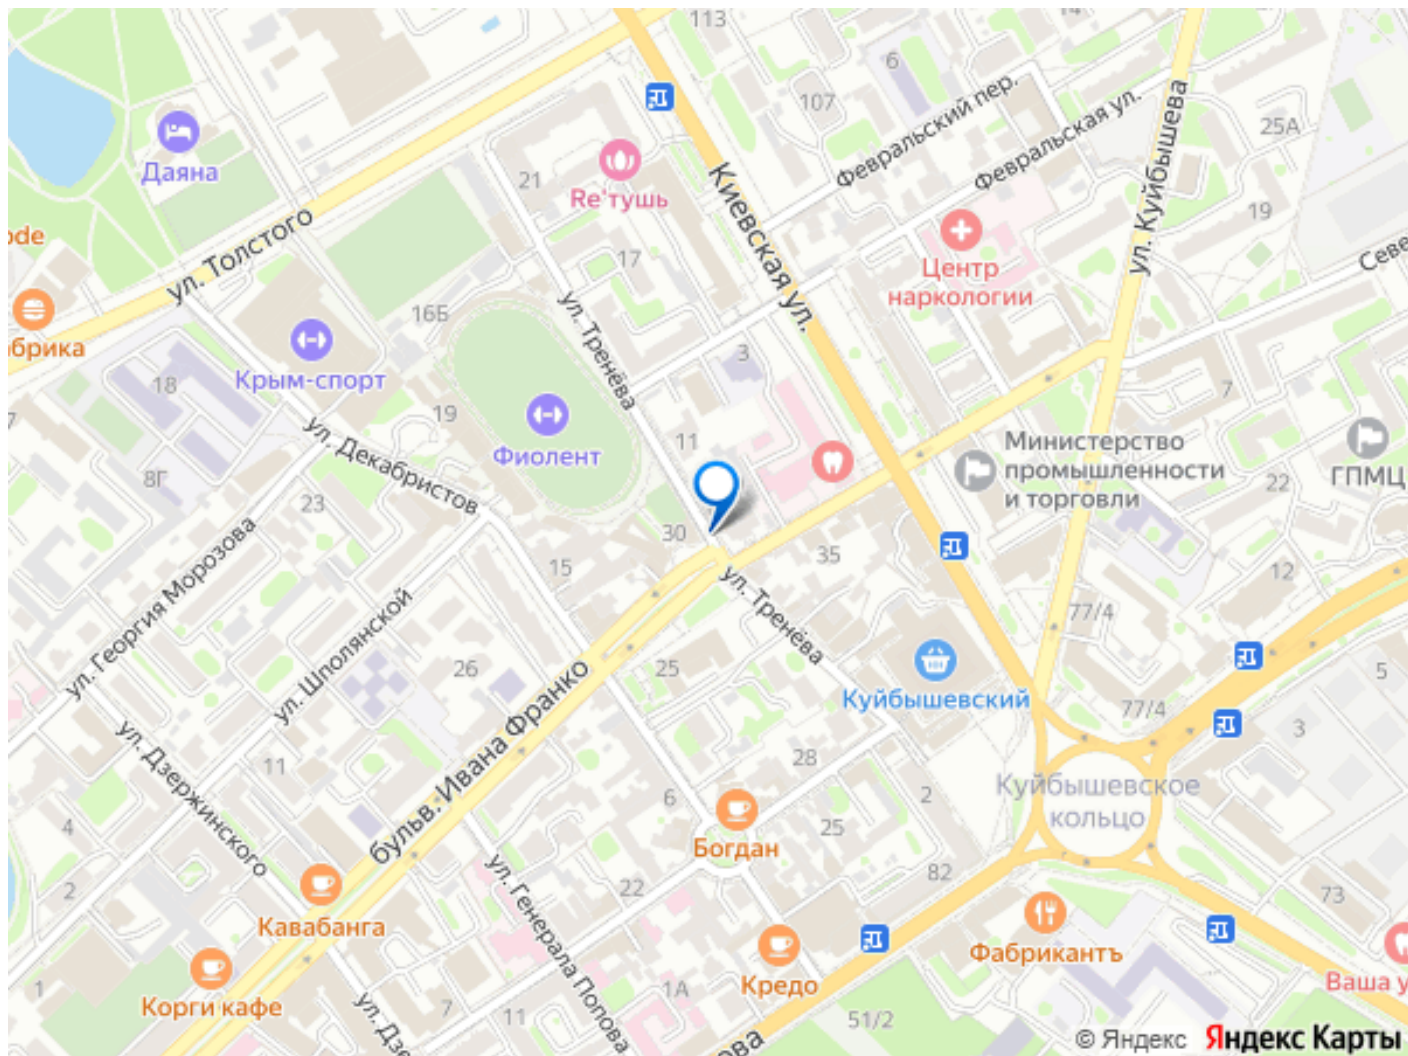 113
6
107
Февральский пер.
Февральская ул.
25А
Даяна
21
Re'тушь
Киевская ул.
ул. Куйбышева
19
ул. Толстого
17
Центр
наркологии
16Б
ул. Тренёва
Крым-спорт
18
3
7
19
ул. Декабристов
Фиолент
11
Министерство
промышленности
и торговли
ГПМЦ
8Г
23
22
30
35
ул. Георгия Морозова
15
12
ул. Тренёва
77/4
ул. Шполянской
26
25
Куйбышевский
5
77/4
3
бульв. Ивана Франко
ул. Дзержинского
11
28
Куйбышевское
кольцо
6
2
4
25
Богдан
2
22
82
73
Кавабанга
ул. Генерала Попова
Фабрикантъ
Кредо
1
Корги кафе
7
11
1А
51/2
© Яндекс Яндекс Карты